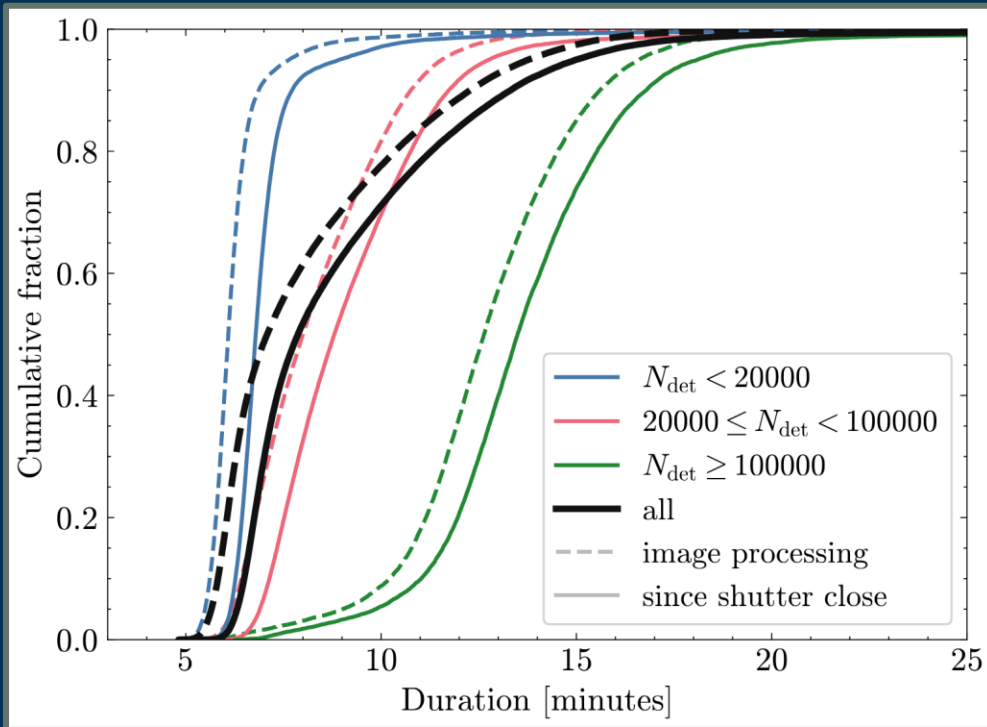 1.0
0.8
0.6
0.4
0.2
0.0
Cumulative fraction
5
10
15
20
25
Duration [minutes]
N_det < 20000
20000 ≤ N_det < 100000
N_det ≥ 100000
all
image processing
since shutter close